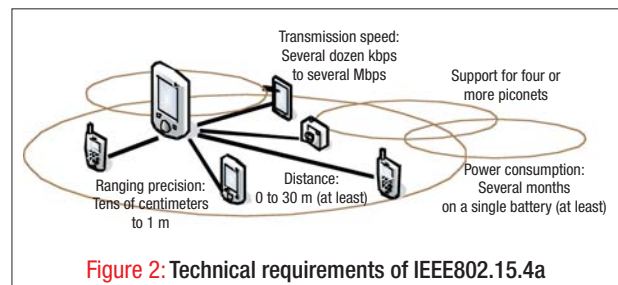 Transmission speed:
Several dozen kbps
to several Mbps
Support for four or
more piconets
Ranging precision:
Tens of centimeters
to 1 m
Distance:
0 to 30 m (at least)
Power consumption:
Several months
on a single battery (at least)
Figure 2: Technical requirements of IEEE802.15.4a